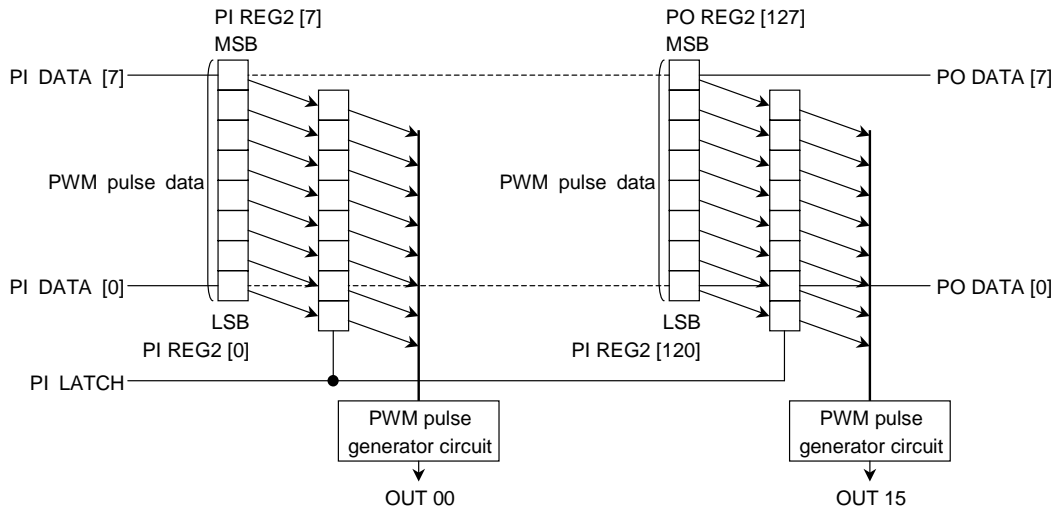 PI REG2 [7]
MSB
PO REG2 [127]
MSB
PI DATA [7]
PO DATA [7]
PWM pulse data
PWM pulse data
PI DATA [0]
PO DATA [0]
LSB
PI REG2 [0]
LSB
PI REG2 [120]
PI LATCH
PWM pulse
generator circuit
PWM pulse
generator circuit
OUT 00
OUT 15